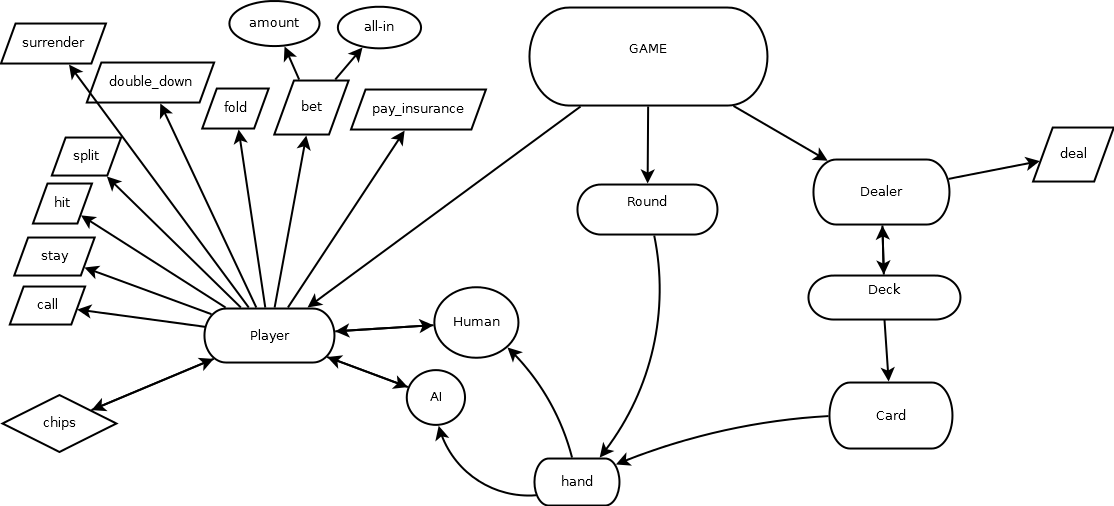 amount
all-in
surrender
GAME
double_down
fold
bet
pay_insurance
split
deal
hit
Round
Dealer
stay
Deck
call
Player
Human
AI
chips
Card
hand